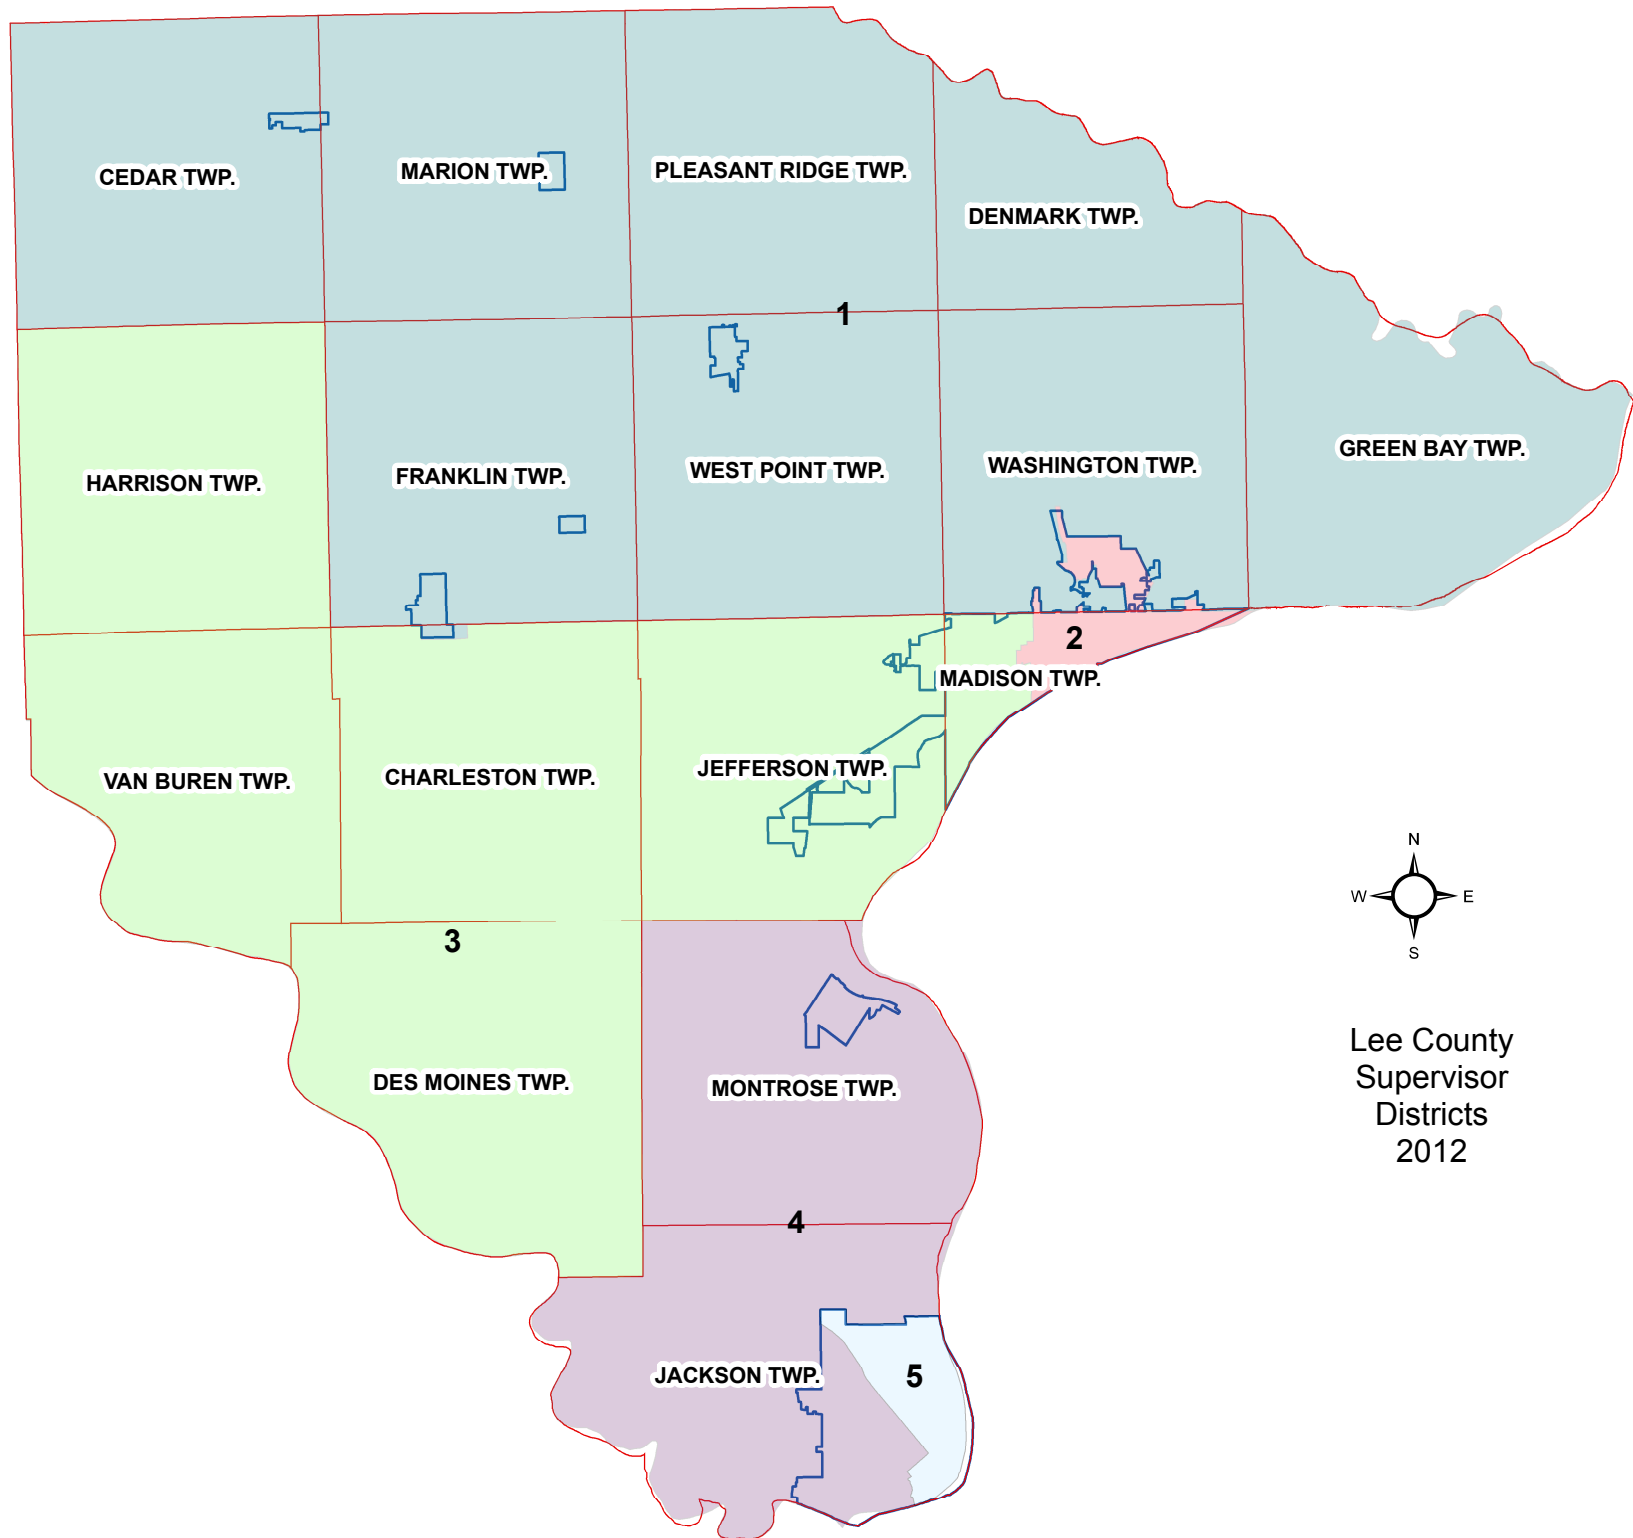 CEDAR TWP.
MARION TWP.
PLEASANT RIDGE TWP.
DENMARK TWP.
1
HARRISON TWP.
FRANKLIN TWP.
WEST POINT TWP.
WASHINGTON TWP.
GREEN BAY TWP.
2
MADISON TWP.
VAN BUREN TWP.
CHARLESTON TWP.
JEFFERSON TWP.
N
W
E
S
3
DES MOINES TWP.
MONTROSE TWP.
Lee County
Supervisor
Districts
2012
4
JACKSON TWP.
5